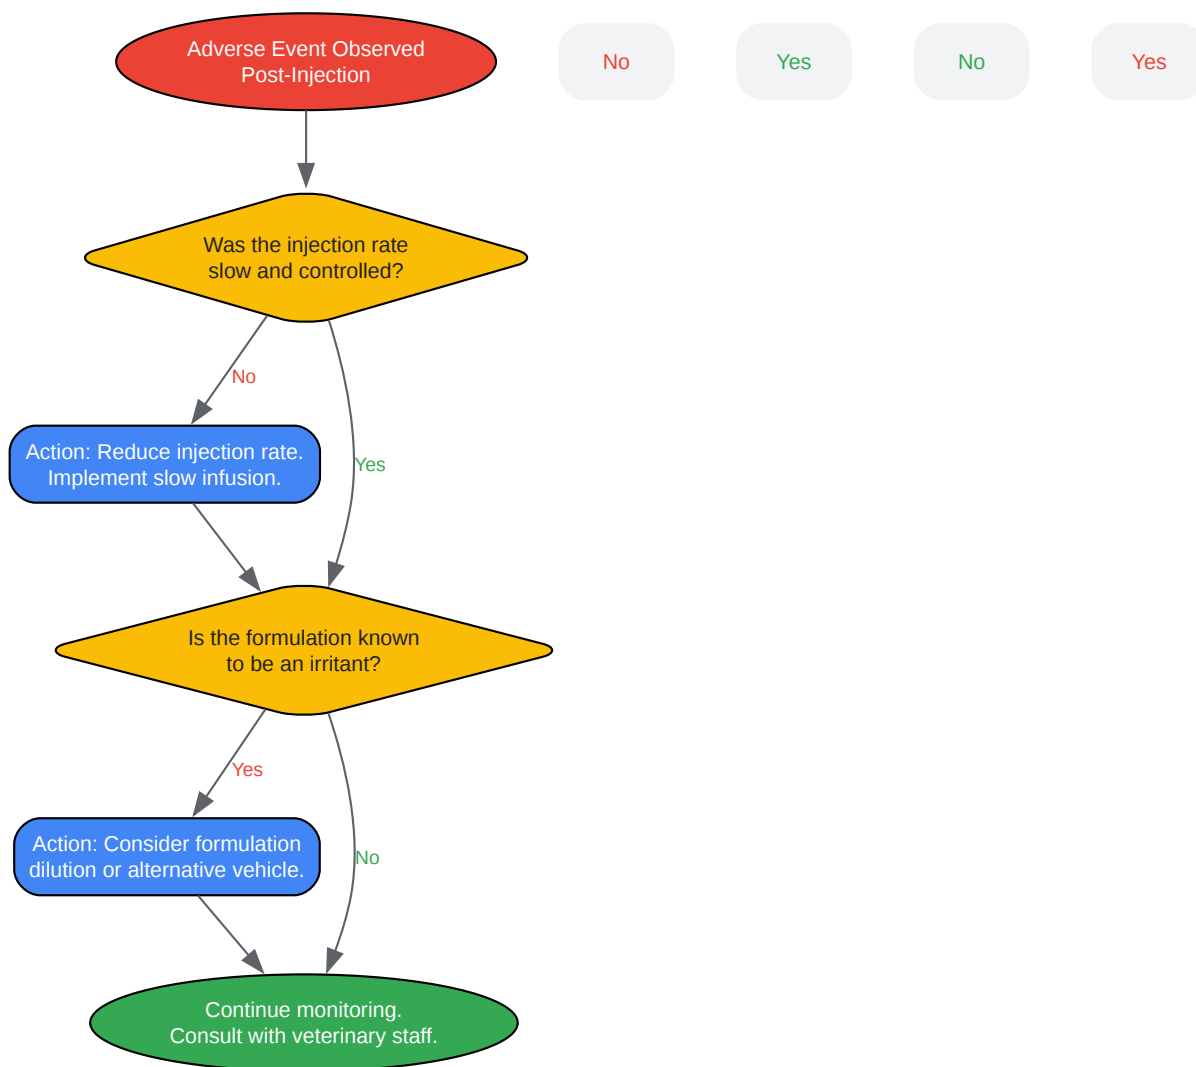 Adverse Event Observed
Post-Injection
No
Yes
No
Yes
Was the injection rate
slow and controlled?
No
Action: Reduce injection rate.
Implement slow infusion.
Yes
Is the formulation known
to be an irritant?
Yes
Action: Consider formulation
dilution or alternative vehicle.
No
Continue monitoring.
Consult with veterinary staff.